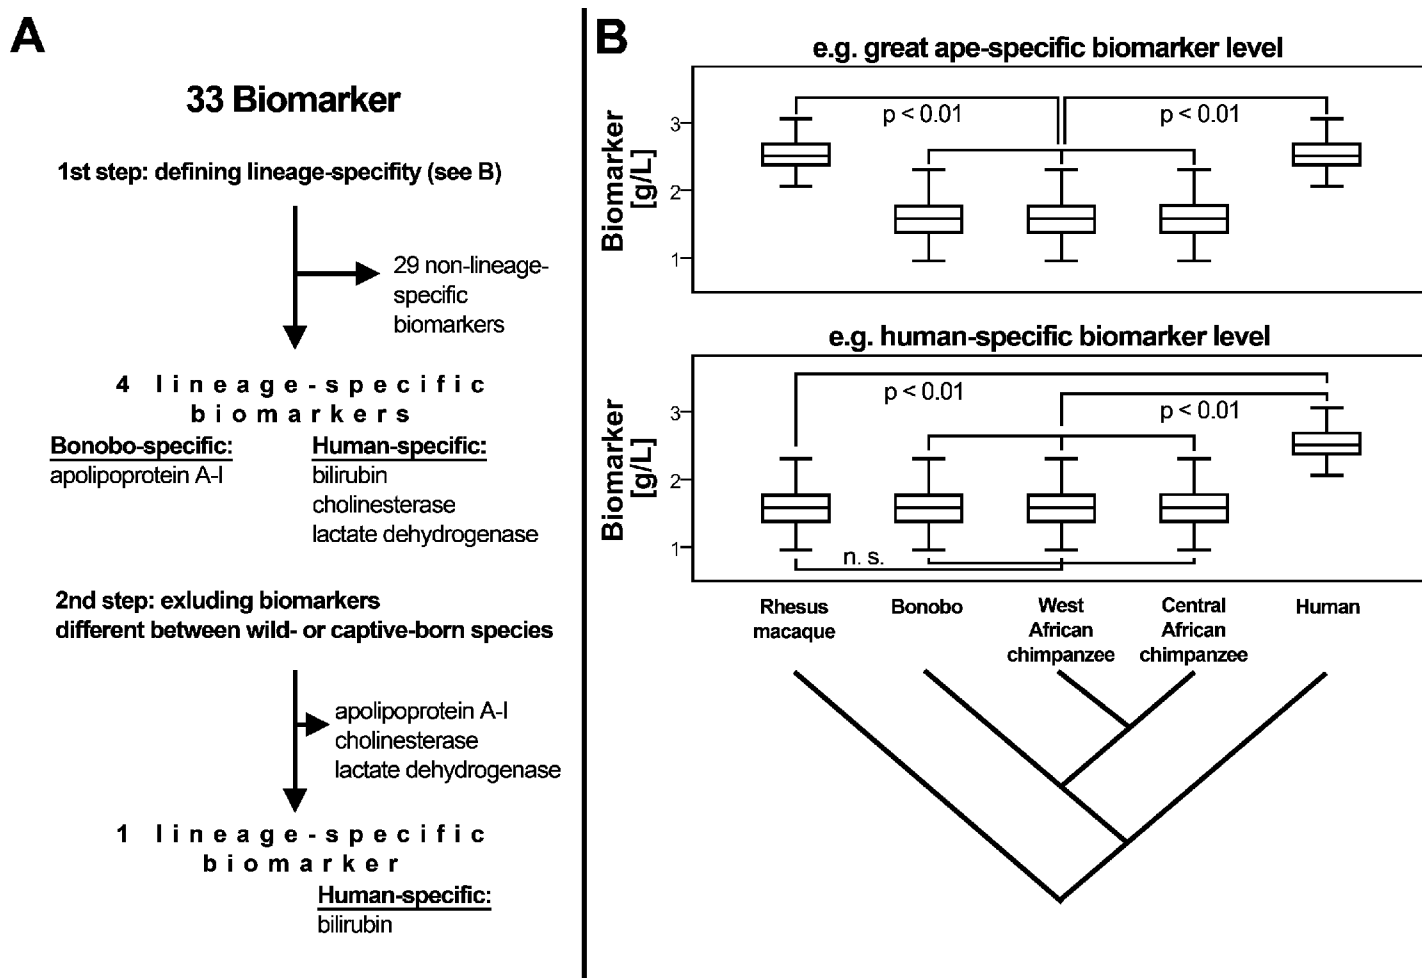 A
33 Biomarker
1st step: defining lineage-specifity (see B)
29 non-lineage-
specific
biomarkers
4 lineage-specific
biomarkers
Bonobo-specific:
apolipoprotein A-I
Human-specific:
bilirubin
cholinesterase
lactate dehydrogenase
2nd step: exluding biomarkers
different between wild- or captive-born species
apolipoprotein A-I
cholinesterase
lactate dehydrogenase
1 lineage-specific
biomarker
Human-specific:
bilirubin
B
e.g. great ape-specific biomarker level
Biomarker
[g/L]
3
2
1
p < 0.01
p < 0.01
e.g. human-specific biomarker level
Biomarker
[g/L]
3
2
1
p < 0.01
p < 0.01
n. s.
Rhesus
macaque
Bonobo
West
African
chimpanzee
Central
African
chimpanzee
Human